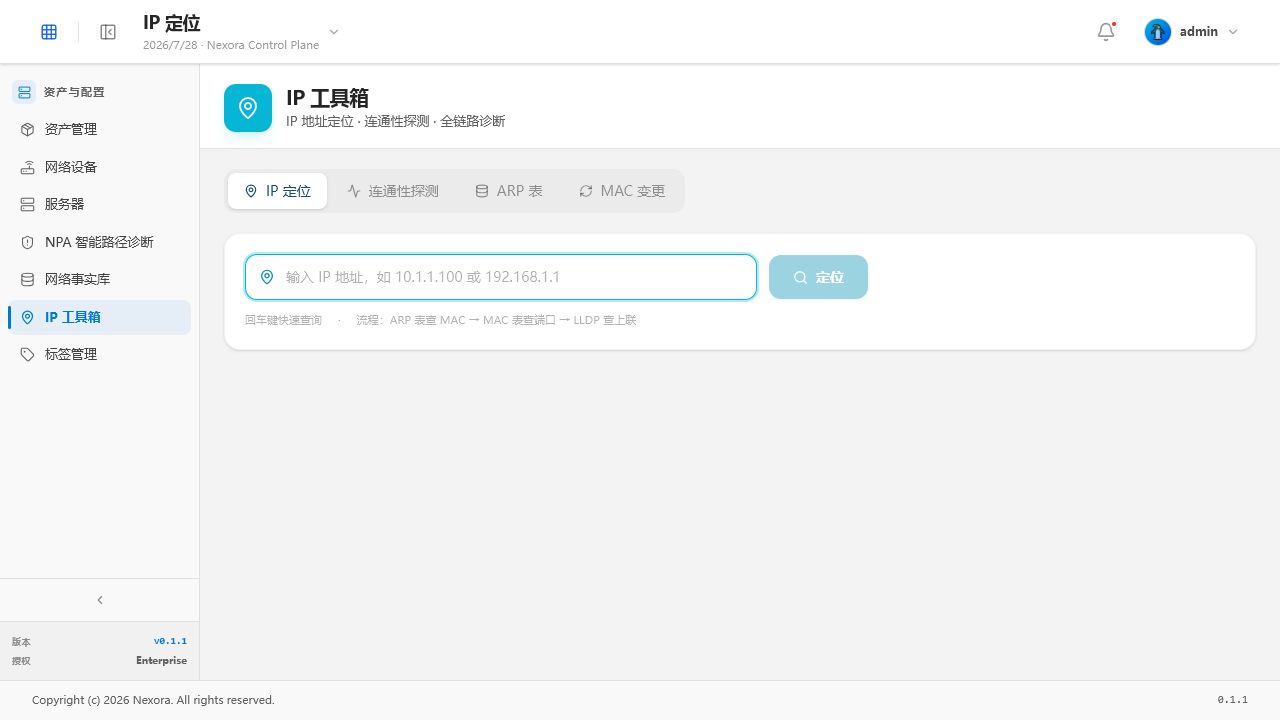 IP 定位
2026/7/28 · Nexora Control Plane
admin
资产与配置
资产管理
网络设备
服务器
NPA 智能路径诊断
网络事实库
IP 工具箱
标签管理
版本 v0.1.1
授权 Enterprise
IP 工具箱
IP 地址定位 · 连通性探测 · 全链路诊断
IP 定位 连通性探测 ARP 表 MAC 变更
输入 IP 地址，如 10.1.1.100 或 192.168.1.1 定位
回车键快速查询 · 流程：ARP 表查 MAC → MAC 表查端口 → LLDP 查上联
Copyright (c) 2026 Nexora. All rights reserved. 0.1.1